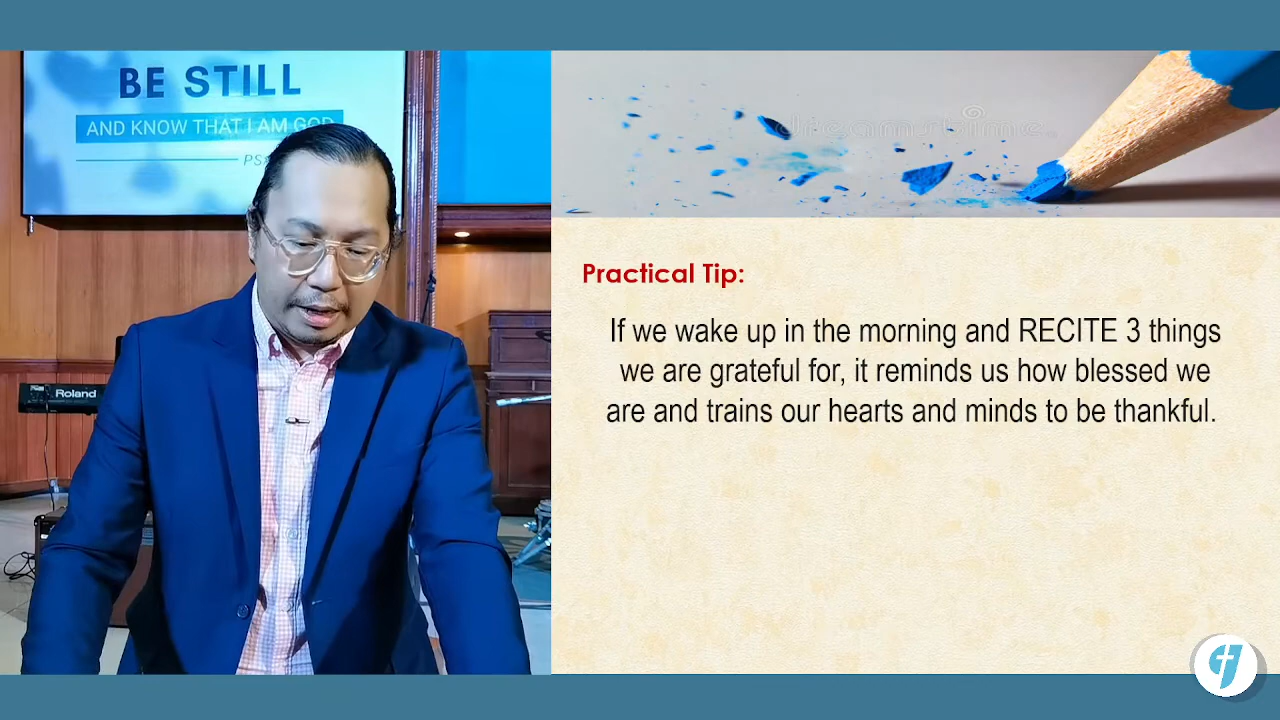 BE STILL
AND KNOW THAT I AM GOD
Roland
dreamstime
Practical Tip:
If we wake up in the morning and RECITE 3 things
we are grateful for, it reminds us how blessed we
are and trains our hearts and minds to be thankful.